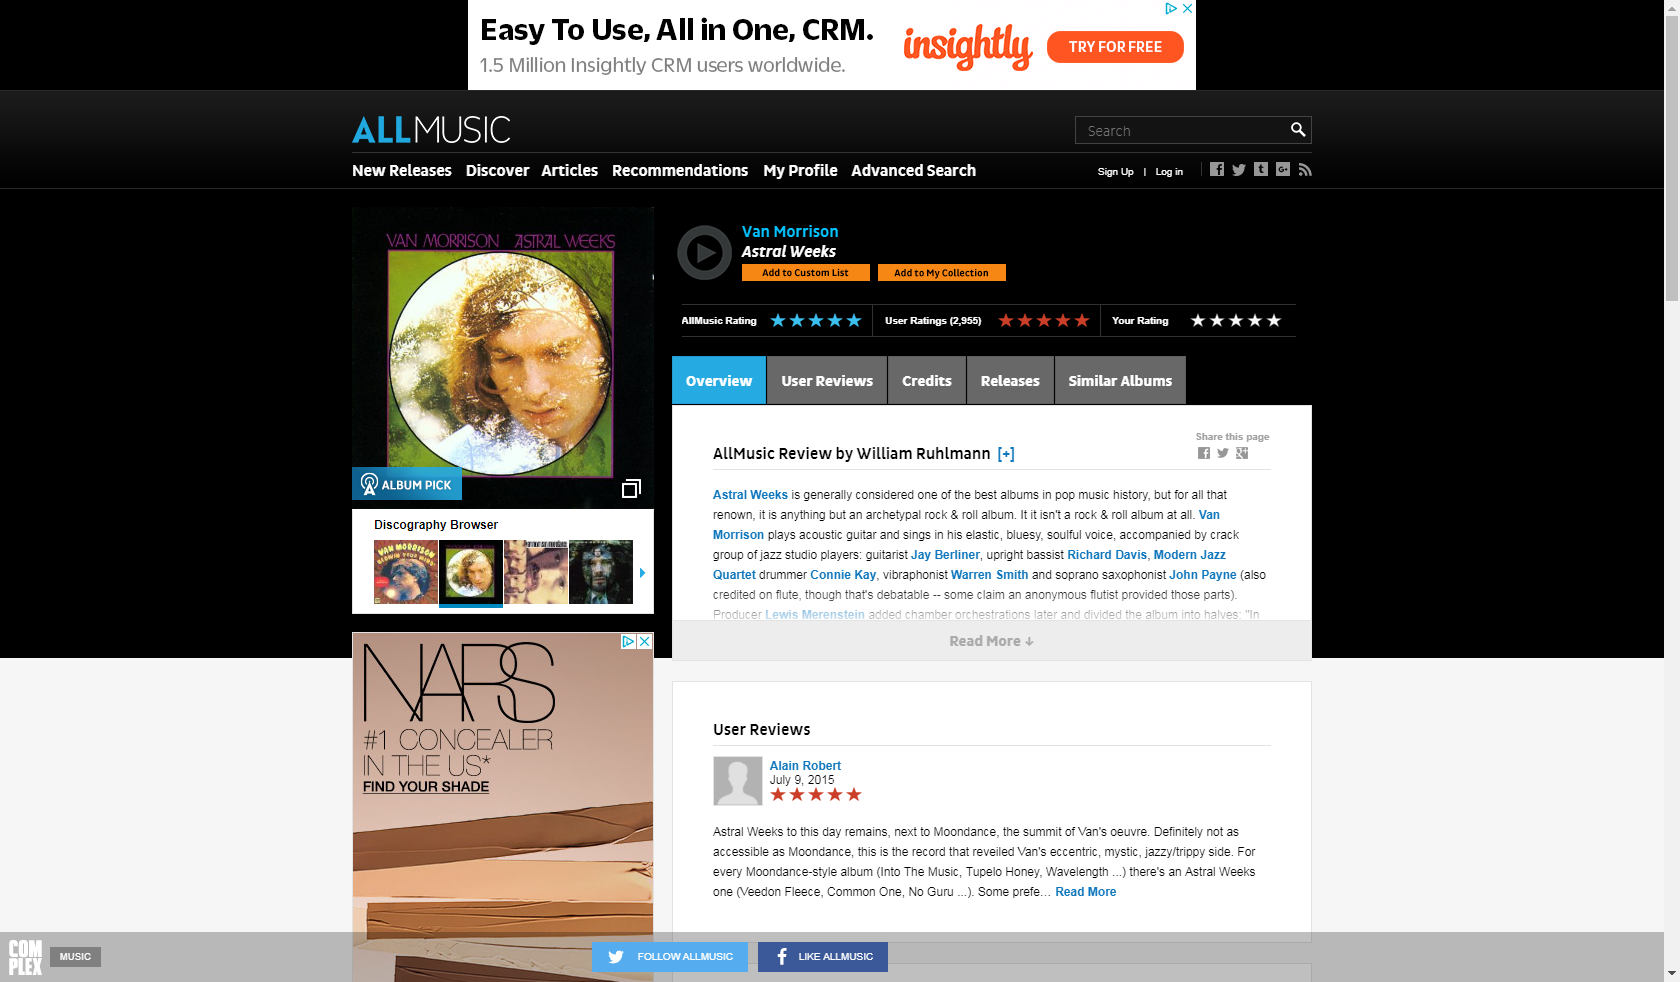 Easy To Use, All in One, CRM.
1.5 Million Insightly CRM users worldwide.
insightly
TRY FOR FREE
ALLMUSIC
Search
New Releases Discover Articles Recommendations My Profile Advanced Search
Sign Up | Log in
VAN MORRISON ASTRAL WEEKS
ALBUM PICK
Discography Browser
VAN MORRISON
Van Morrison
Astral Weeks
Add to Custom List Add to My Collection
AllMusic Rating User Ratings (2,955) Your Rating
Overview User Reviews Credits Releases Similar Albums
Share this page
AllMusic Review by William Ruhlmann [+]
Astral Weeks is generally considered one of the best albums in pop music history, but for all that
renown, it is anything but an archetypal rock & roll album. It it isn't a rock & roll album at all. Van
Morrison plays acoustic guitar and sings in his elastic, bluesy, soulful voice, accompanied by crack
group of jazz studio players: guitarist Jay Berliner, upright bassist Richard Davis, Modern Jazz
Quartet drummer Connie Kay, vibraphonist Warren Smith and soprano saxophonist John Payne (also
credited on flute, though that's debatable -- some claim an anonymous flutist provided those parts).
Producer Lewis Merenstein added chamber orchestrations later and divided the album into halves: "In
Read More ↓
NARS
#1 CONCEALER
IN THE US*
FIND YOUR SHADE
User Reviews
Alain Robert
July 9, 2015
Astral Weeks to this day remains, next to Moondance, the summit of Van's oeuvre. Definitely not as
accessible as Moondance, this is the record that reveiled Van's eccentric, mystic, jazzy/trippy side. For
every Moondance-style album (Into The Music, Tupelo Honey, Wavelength ...) there's an Astral Weeks
one (Veedon Fleece, Common One, No Guru ...). Some prefe... Read More
COMPLEX
MUSIC
FOLLOW ALLMUSIC
LIKE ALLMUSIC